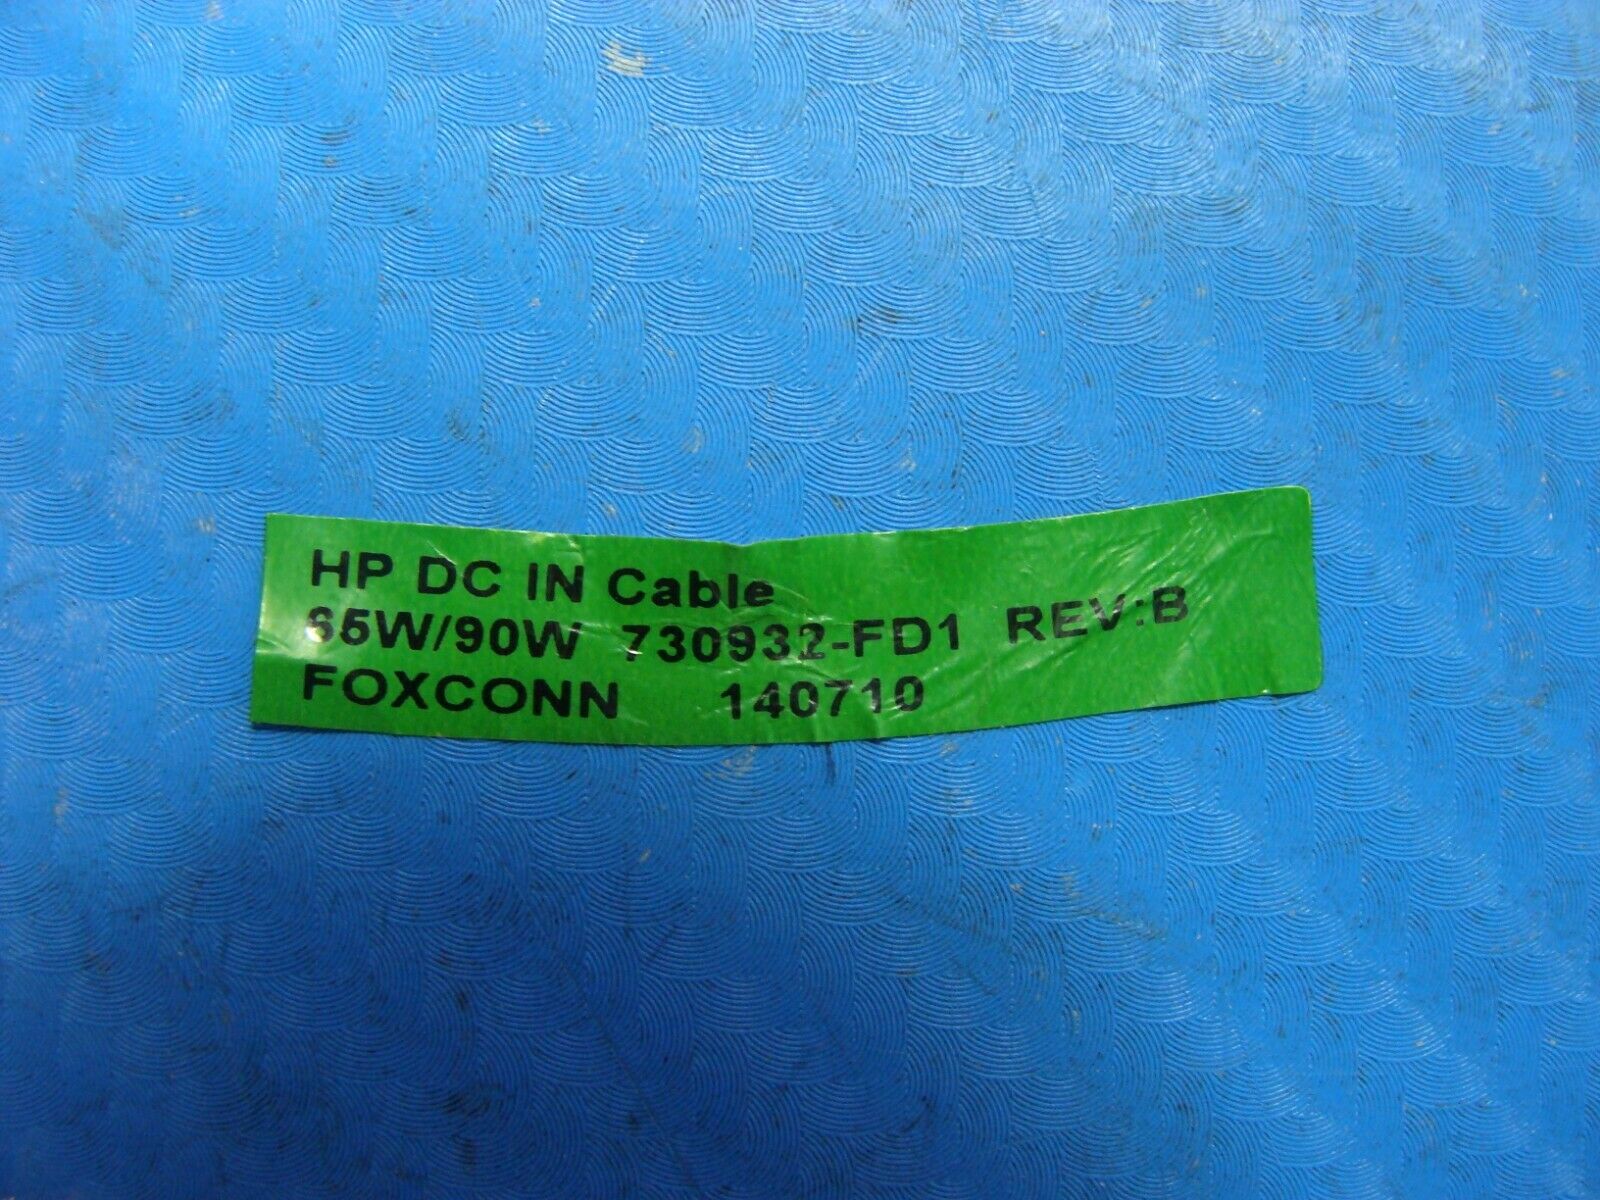 HP DC IN Cable
65W/90W 730932-FD1 REV:B
FOXCONN 140710